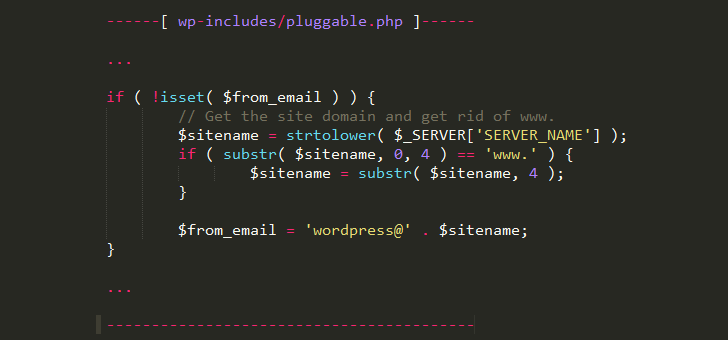 ------[ wp-includes/pluggable.php ]------
...
if ( !isset( $from_email ) ) {
// Get the site domain and get rid of www.
$sitename = strtolower( $_SERVER['SERVER_NAME'] );
if ( substr( $sitename, 0, 4 ) == 'www.' ) {
$sitename = substr( $sitename, 4 );
}
$from_email = 'wordpress@' . $sitename;
}
...
-----------------------------------------